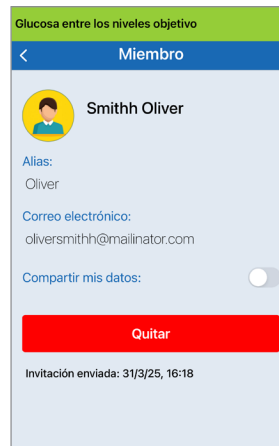 Glucosa entre los niveles objetivo
Miembro
Smithh Oliver
Alias:
Oliver
Correo electrónico:
oliversmithh@mailinator.com
Compartir mis datos:
Quitar
Invitación enviada: 31/3/25, 16:18